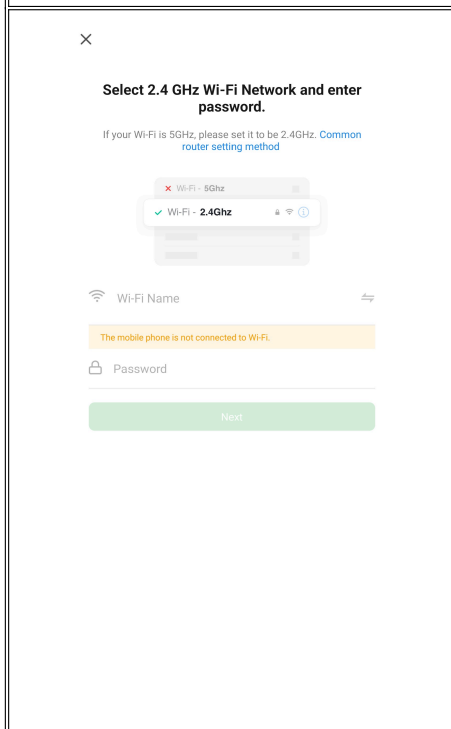 Select 2.4 GHz Wi-Fi Network and enter
password.
If your Wi-Fi is 5GHz, please set it to be 2.4GHz. Common
router setting method
Wi-Fi - 5Ghz
Wi-Fi - 2.4Ghz
Wi-Fi Name
The mobile phone is not connected to Wi-Fi.
Password
Next